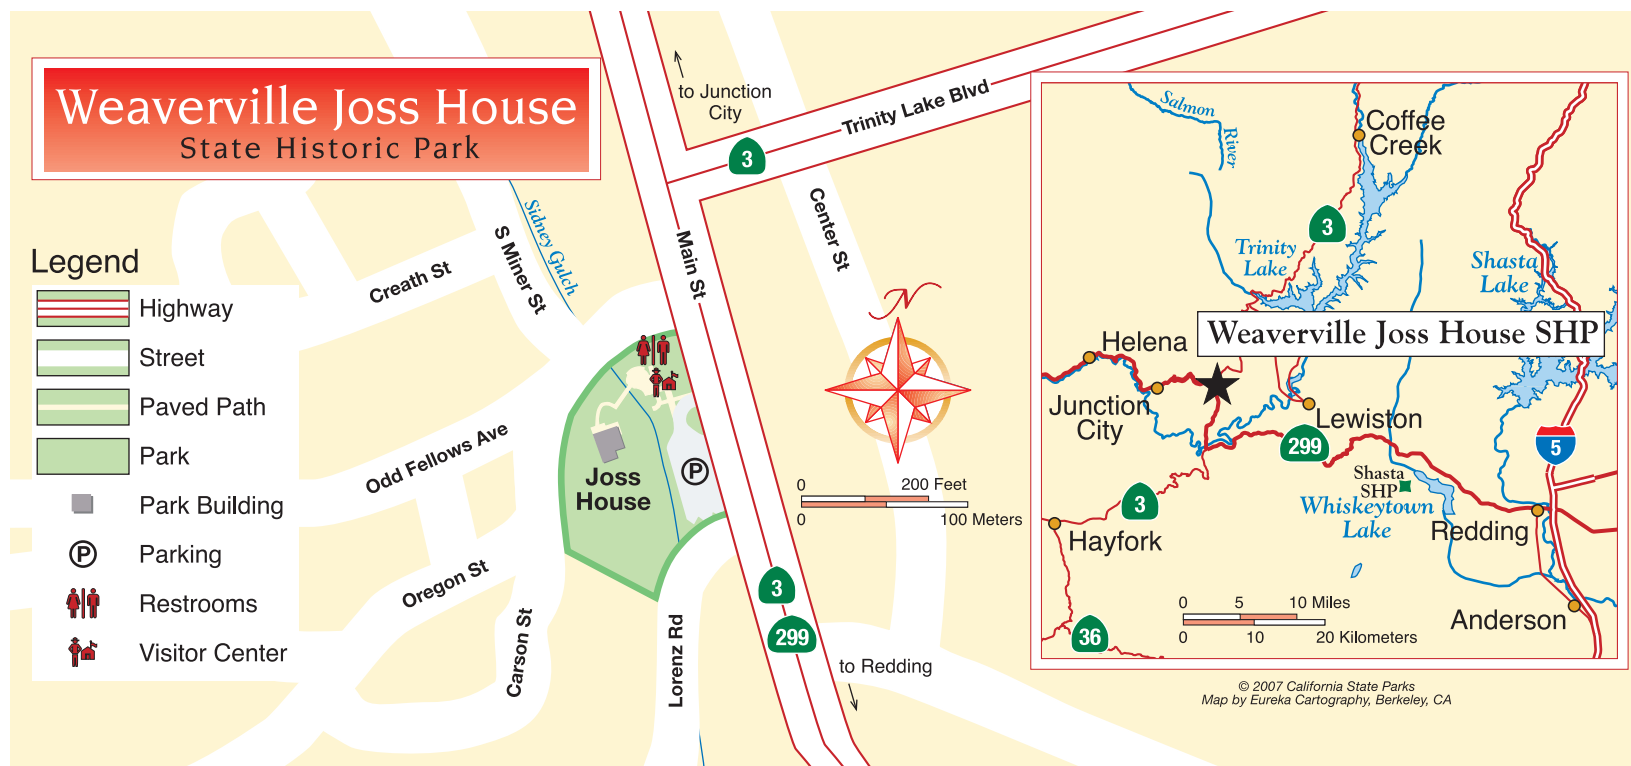 Weaverville Joss House
State Historic Park
Legend
Highway
Street
Paved Path
Park
Park Building
P
Parking
Restrooms
Visitor Center
to Junction
City
Trinity Lake Blvd
3
Sidney Gulch
S Miner St
Creath St
Main St
Center St
N
Odd Fellows Ave
Joss
House
P
0
200 Feet
0
100 Meters
Oregon St
Carson St
Lorenz Rd
3
299
to Redding
Salmon
River
Coffee
Creek
3
Trinity
Lake
Shasta
Lake
Weaverville Joss House SHP
Helena
Junction
City
Lewiston
299
5
Shasta
SHP
3
Whiskeytown
Lake
Redding
Hayfork
0 5 10 Miles
0 10 20 Kilometers
Anderson
36
© 2007 California State Parks
Map by Eureka Cartography, Berkeley, CA